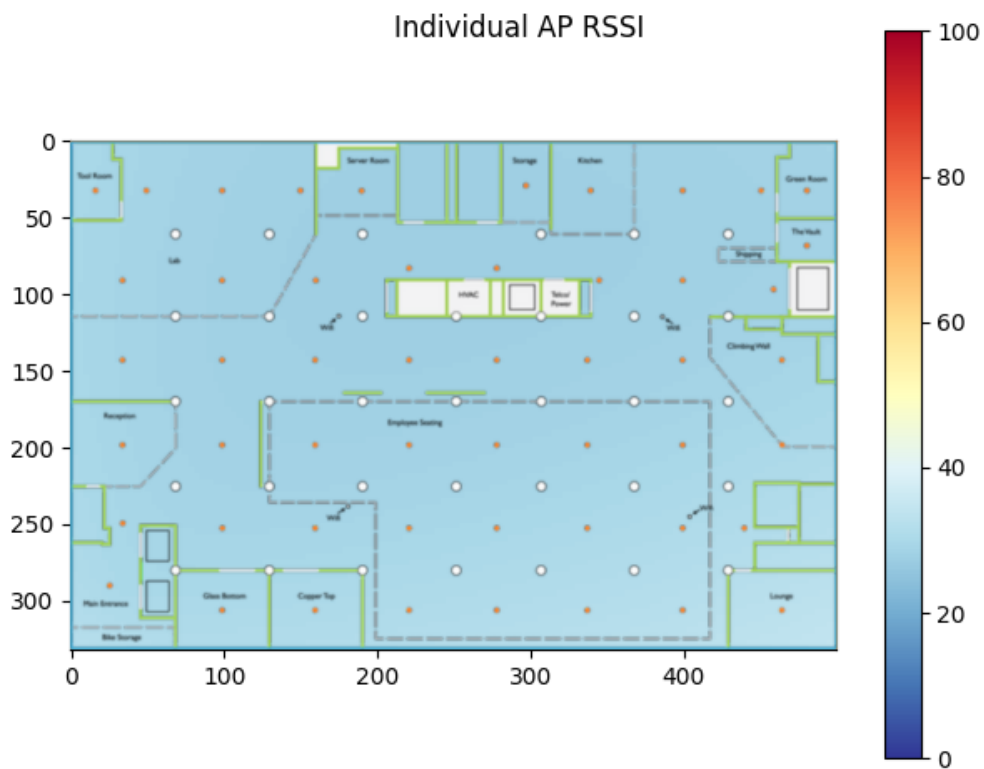 Individual AP RSSI
100
80
60
40
20
0
0
50
100
150
200
250
300
0
100
200
300
400
Tool Room
Server Room
Storage
Kitchen
Green Room
The Vault
Shipping
Lab
HVAC
Telco/
Power
Climbing Wall
Reception
Employee Seating
Main Entrance
Bike Storage
Glass Bottom
Copper Top
Lounge